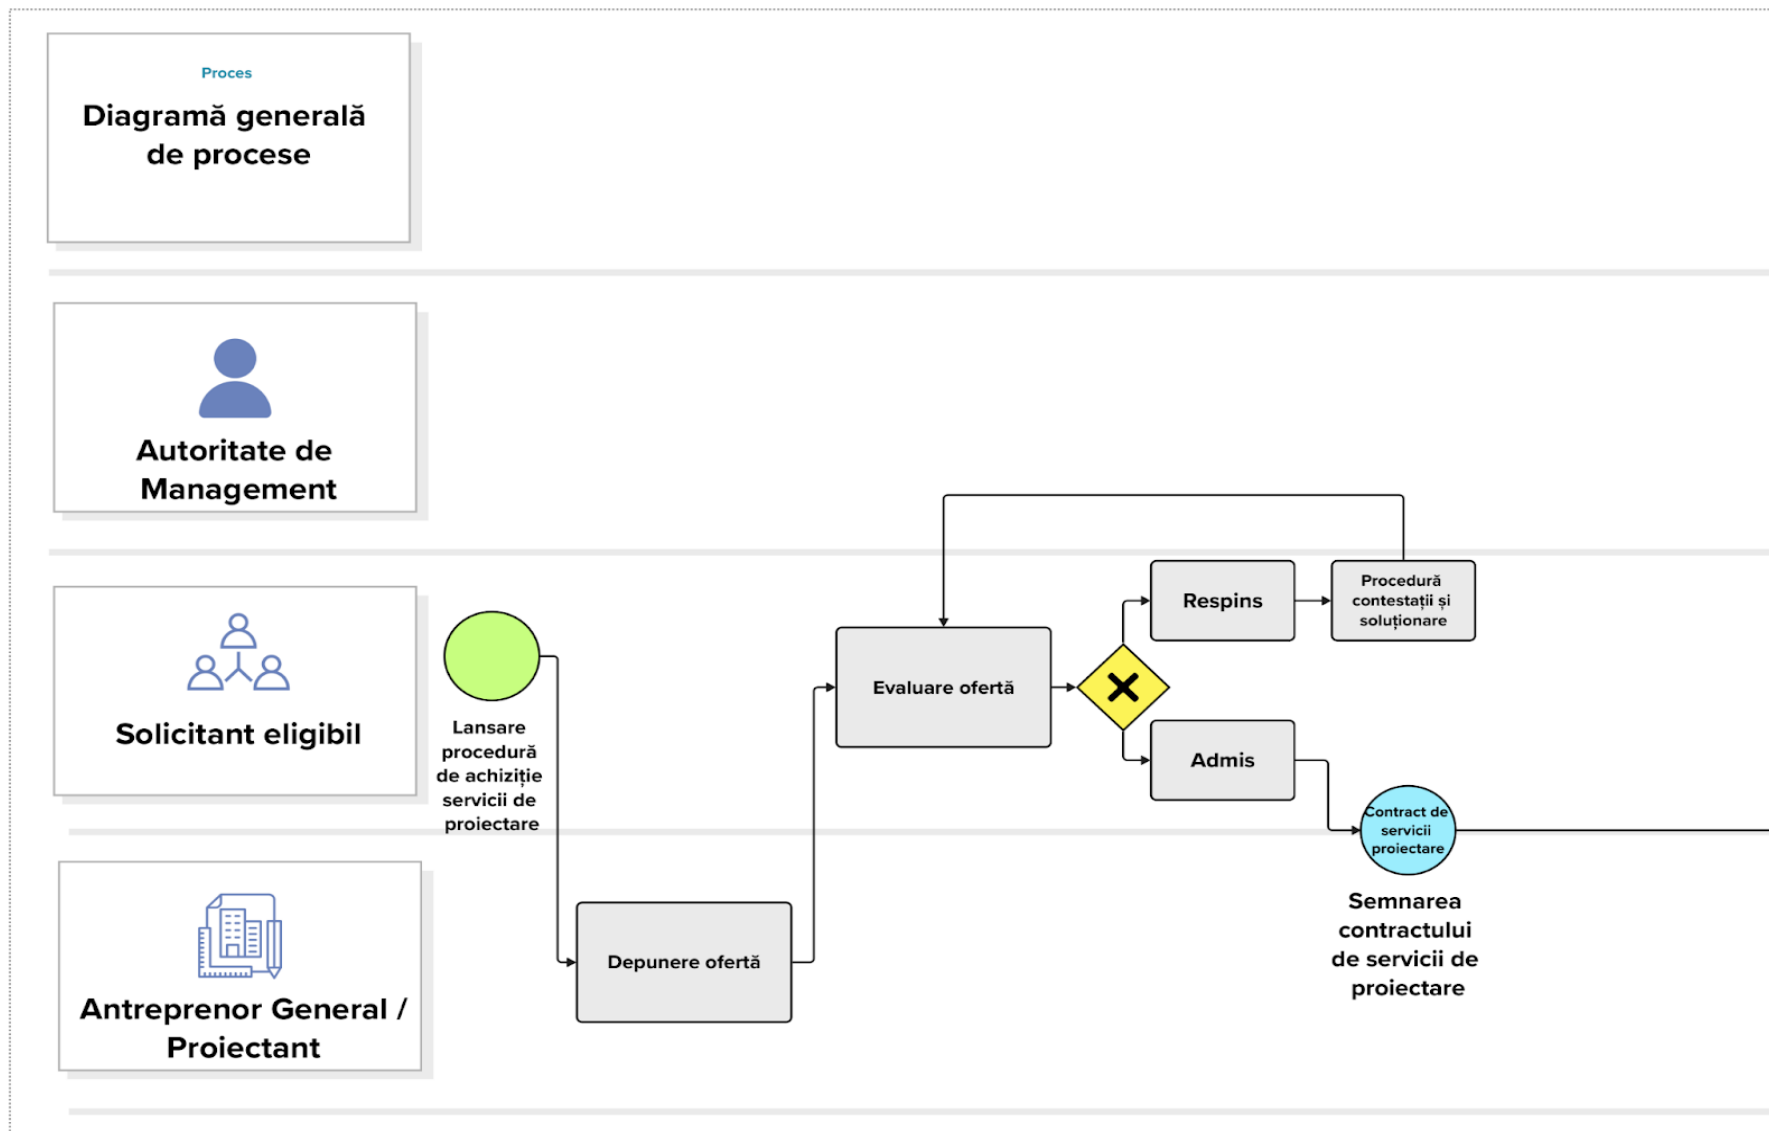 Proces
Diagramă generală
de procese
Autoritate de
Management
Solicitant eligibil
Lansare
procedură
de achiziție
servicii de
proiectare
Evaluare ofertă
Respins
Procedură
contestații și
soluționare
Admis
Contract de
servicii
proiectare
Semnarea
contractului
de servicii de
proiectare
Antreprenor General /
Proiectant
Depunere ofertă